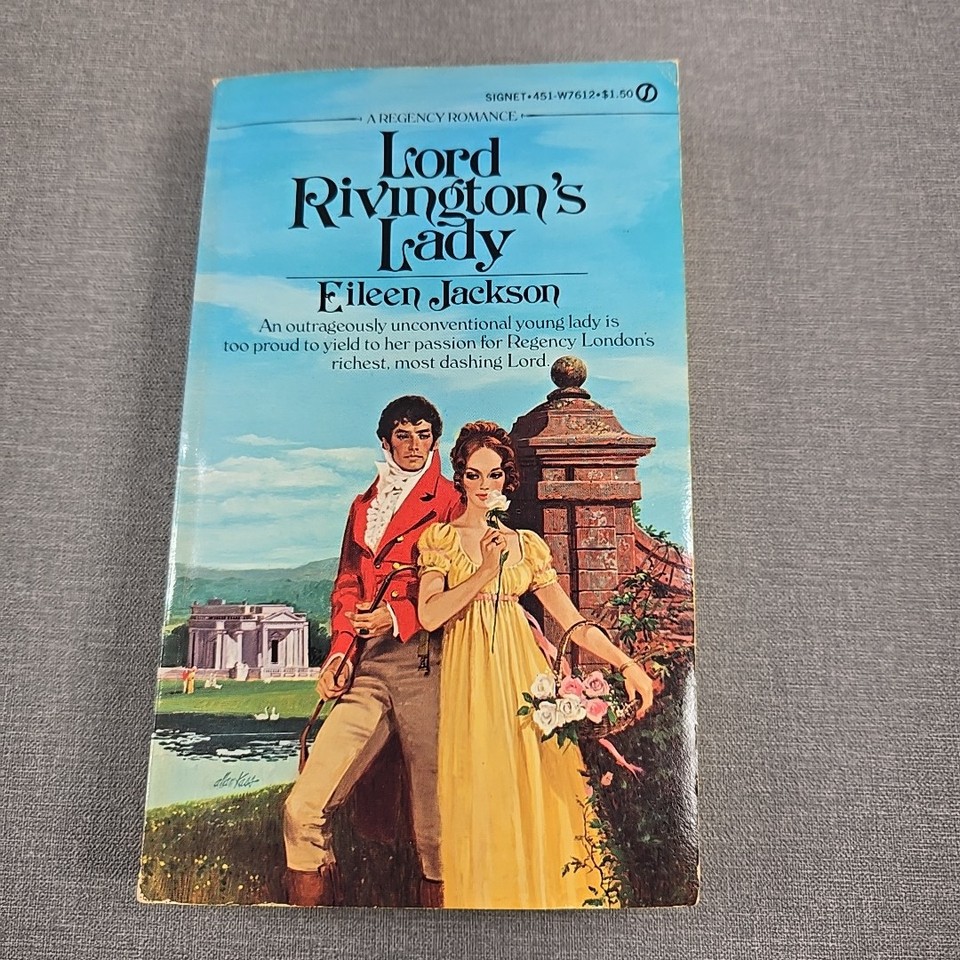 SIGNET•451-W7612•$1.50
A REGENCY ROMANCE
Lord
Rivington's
Lady
Eileen Jackson
An outrageously unconventional young lady is
too proud to yield to her passion for Regency London's
richest, most dashing Lord.